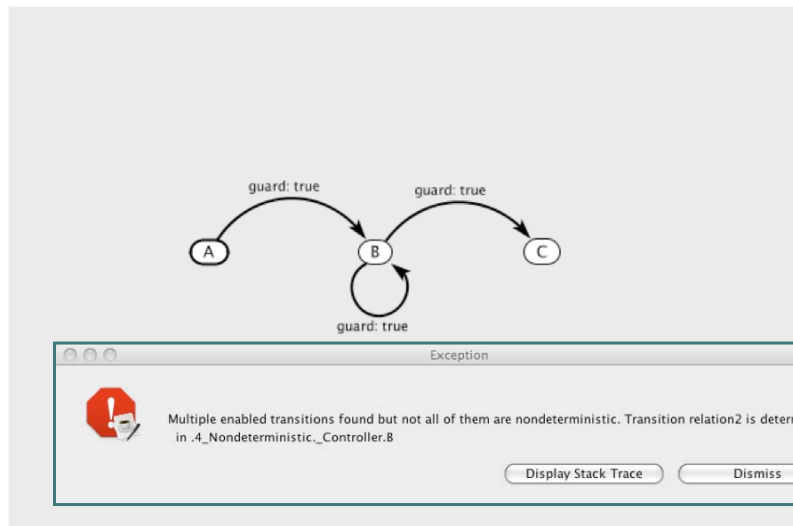 guard: true
guard: true
A
B
C
guard: true
Exception
Multiple enabled transitions found but not all of them are nondeterministic. Transition relation2 is
in .4_Nondeterministic._Controller.B
Display Stack Trace
Dismiss